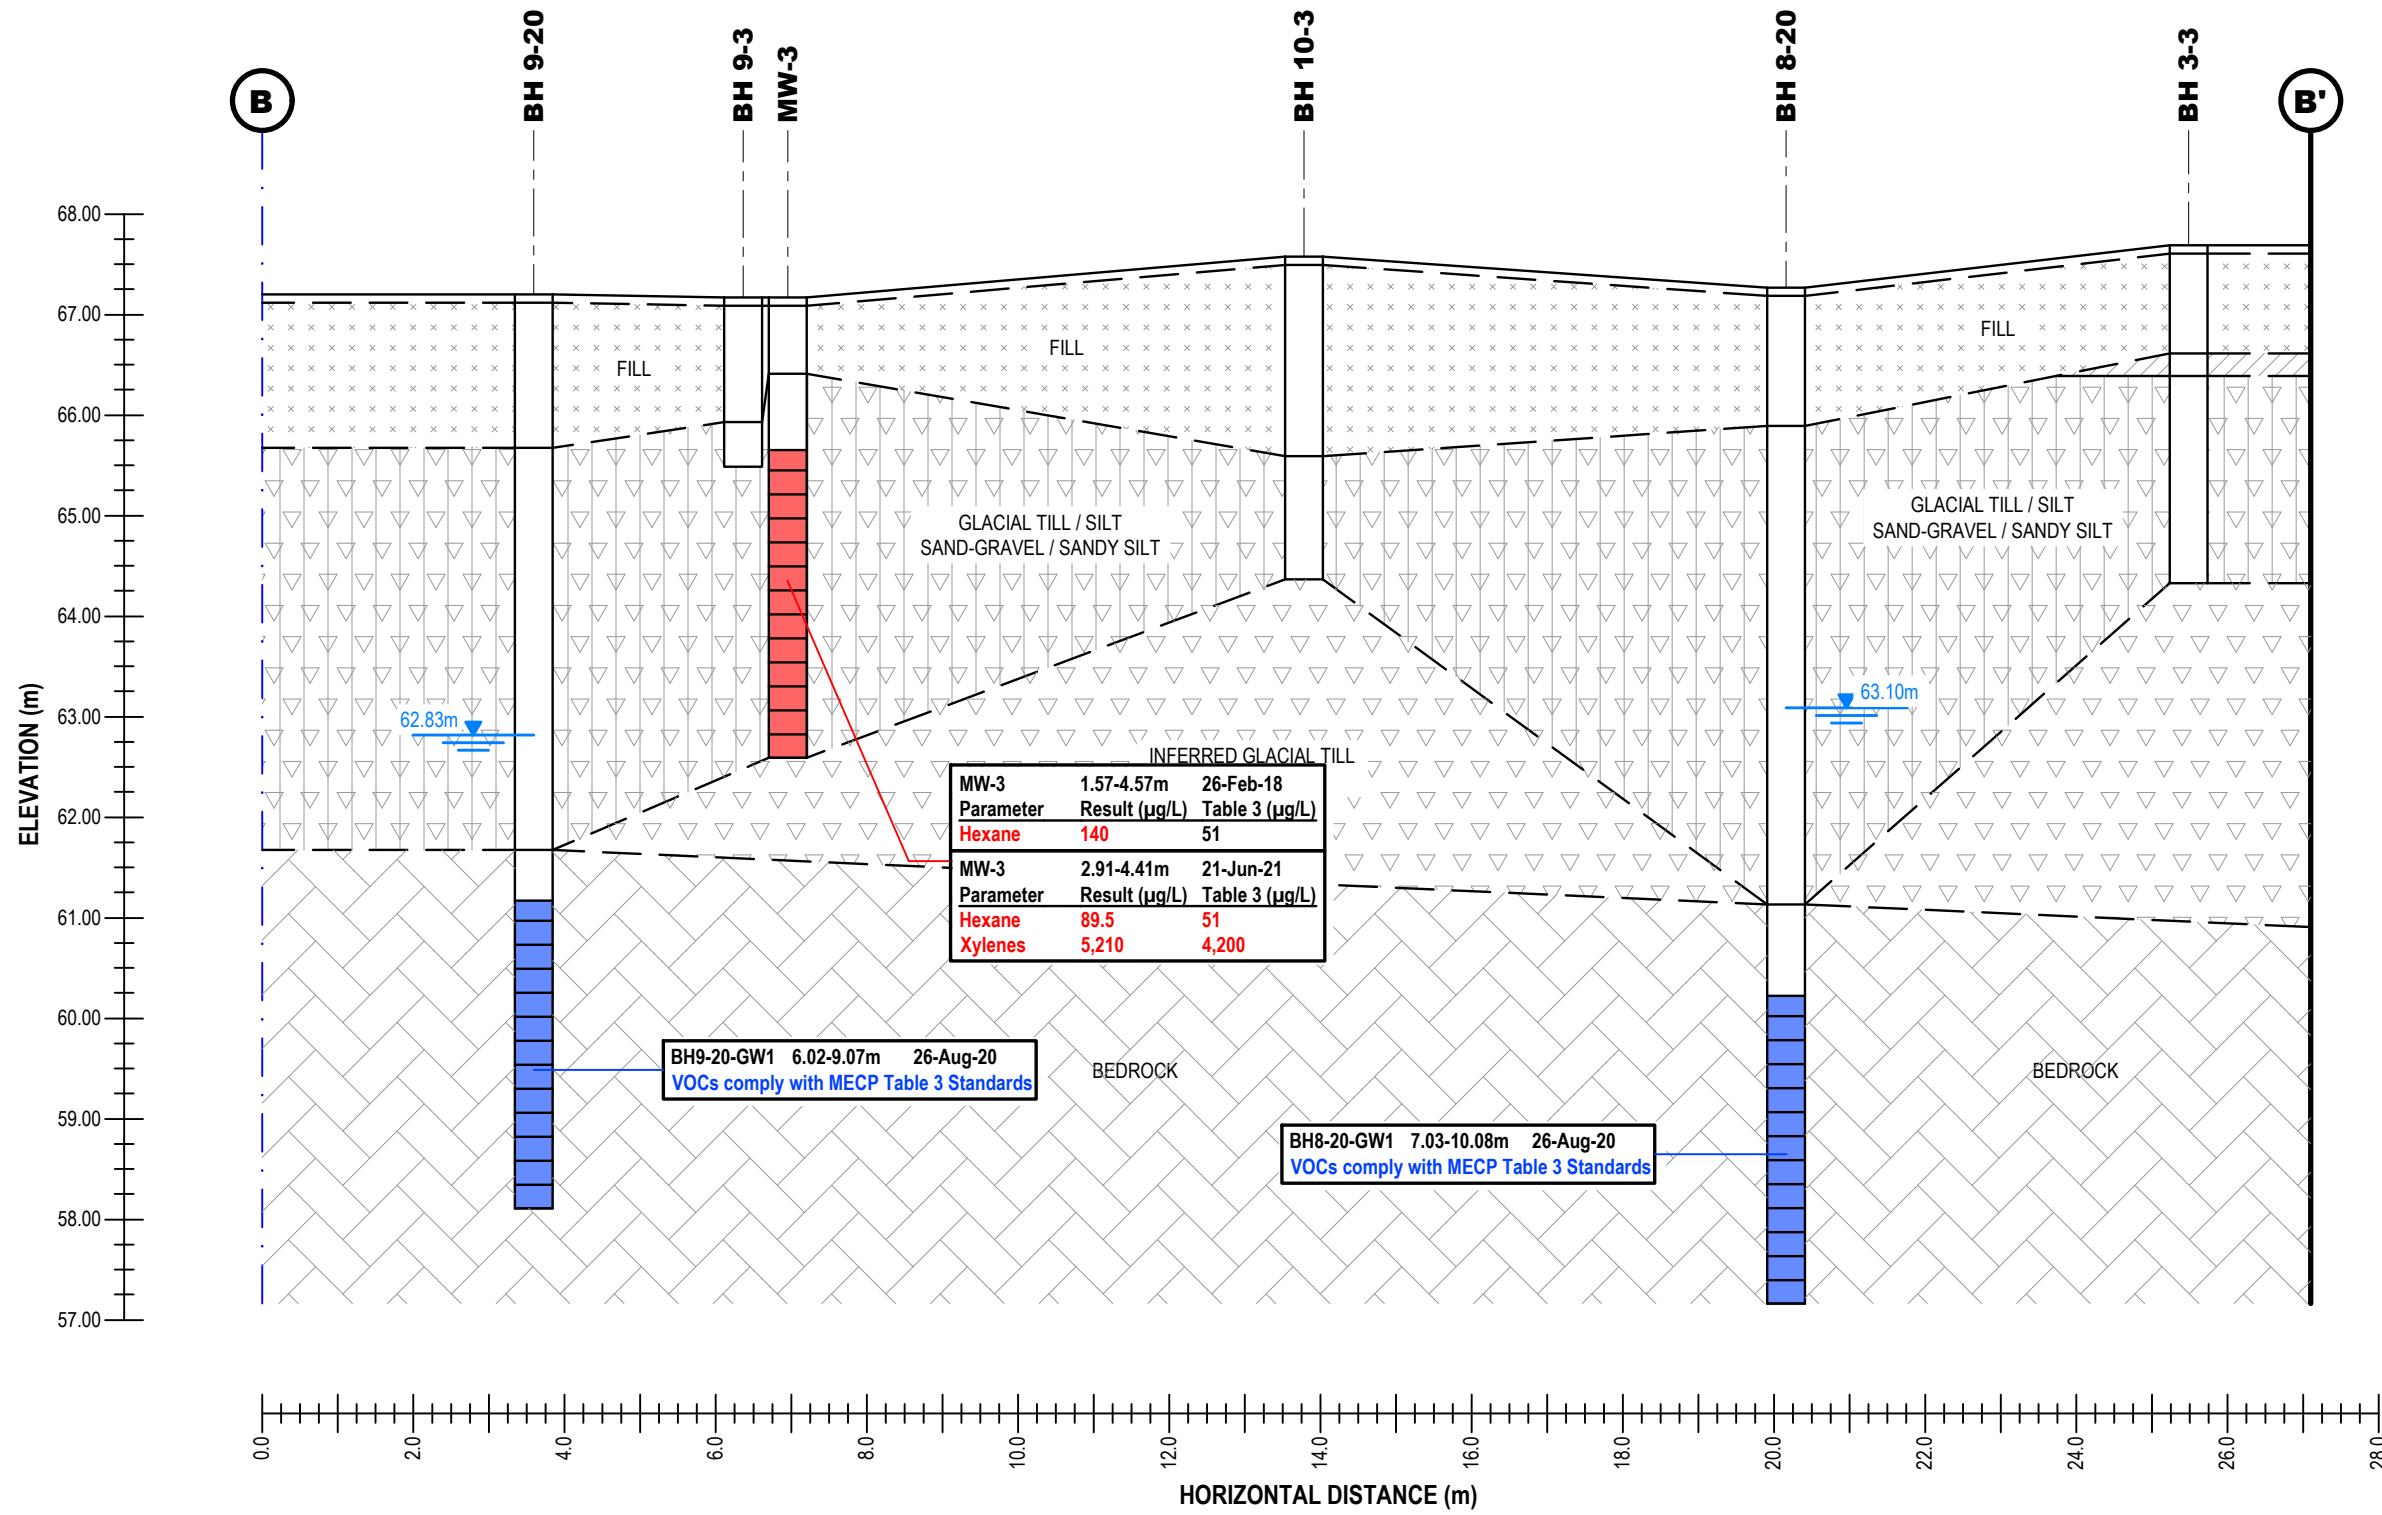 BH 9-20
BH 9-3
MW-3
BH 10-3
BH 8-20
BH 3-3
B
B'
68.00
67.00
66.00
65.00
64.00
63.00
62.00
61.00
60.00
59.00
58.00
57.00
ELEVATION (m)
FILL
FILL
FILL
GLACIAL TILL / SILT
SAND-GRAVEL / SANDY SILT
GLACIAL TILL / SILT
SAND-GRAVEL / SANDY SILT
62.83m
63.10m
INFERRED GLACIAL TILL
MW-3 1.57-4.57m 26-Feb-18
Parameter Result (µg/L) Table 3 (µg/L)
Hexane 140 51
MW-3 2.91-4.41m 21-Jun-21
Parameter Result (µg/L) Table 3 (µg/L)
Hexane 89.5 51
Xylenes 5,210 4,200
BH9-20-GW1 6.02-9.07m 26-Aug-20
VOCs comply with MECP Table 3 Standards
BEDROCK
BEDROCK
BH8-20-GW1 7.03-10.08m 26-Aug-20
VOCs comply with MECP Table 3 Standards
0.0
2.0
4.0
6.0
8.0
10.0
12.0
14.0
16.0
18.0
20.0
22.0
24.0
26.0
28.0
HORIZONTAL DISTANCE (m)